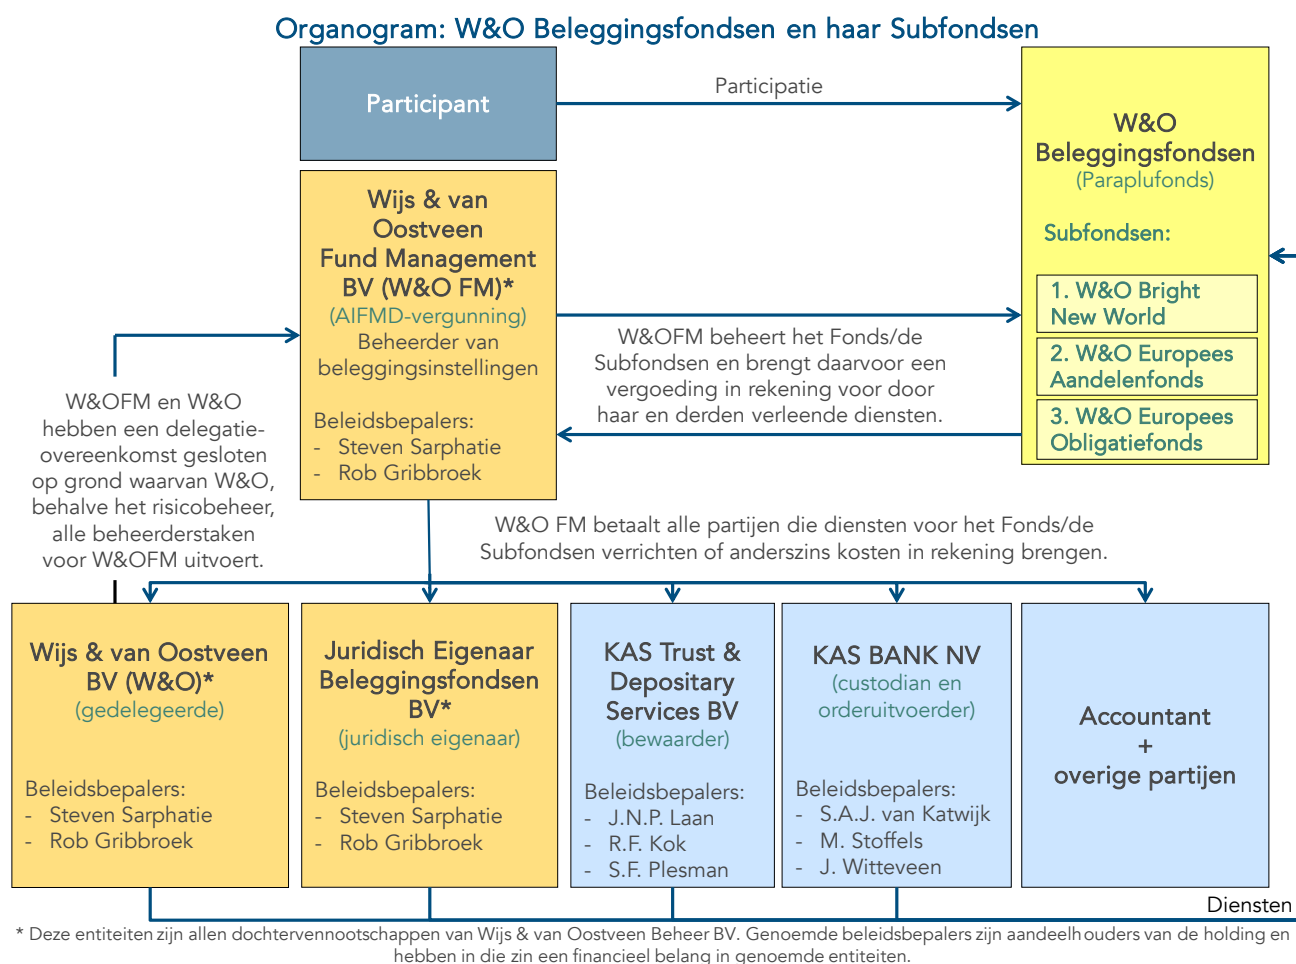 Organogram: W&O Beleggingsfondsen en haar Subfondsen
Participant
Participatie
W&O
Beleggingsfondsen
(Paraplufonds)
Subfondsen:
1. W&O Bright
New World
2. W&O Europees
Aandelenfonds
3. W&O Europees
Obligatiefonds
Wijs & van
Oostveen
Fund Management
BV (W&O FM)*
(AIFMD-vergunning)
Beheerder van
beleggingsinstellingen
Beleidsbepalers:
- Steven Sarphatie
- Rob Gribbroek
W&OFM beheert het Fonds/de
Subfondsen en brengt daarvoor een
vergoeding in rekening voor door
haar en derden verleende diensten.
W&OFM en W&O
hebben een delegatie-
overeenkomst gesloten
op grond waarvan W&O,
behalve het risicobeheer,
alle beheerderstaken
voor W&OFM uitvoert.
W&O FM betaalt alle partijen die diensten voor het Fonds/de
Subfondsen verrichten of anderszins kosten in rekening brengen.
Wijs & van Oostveen
BV (W&O)*
(gedelegeerde)
Beleidsbepalers:
- Steven Sarphatie
- Rob Gribbroek
Juridisch Eigenaar
Beleggingsfondsen
BV*
(juridisch eigenaar)
Beleidsbepalers:
- Steven Sarphatie
- Rob Gribbroek
KAS Trust &
Depositary
Services BV
(bewaarder)
Beleidsbepalers:
- J.N.P. Laan
- R.F. Kok
- S.F. Plesman
KAS BANK NV
(custodian en
orderuitvoerder)
Beleidsbepalers:
- S.A.J. van Katwijk
- M. Stoffels
- J. Witteveen
Accountant
+
overige partijen
Diensten
* Deze entiteiten zijn allen dochtervennootschappen van Wijs & van Oostveen Beheer BV. Genoemde beleidsbepalers zijn aandeelhouders van de holding en
hebben in die zin een financieel belang in genoemde entiteiten.